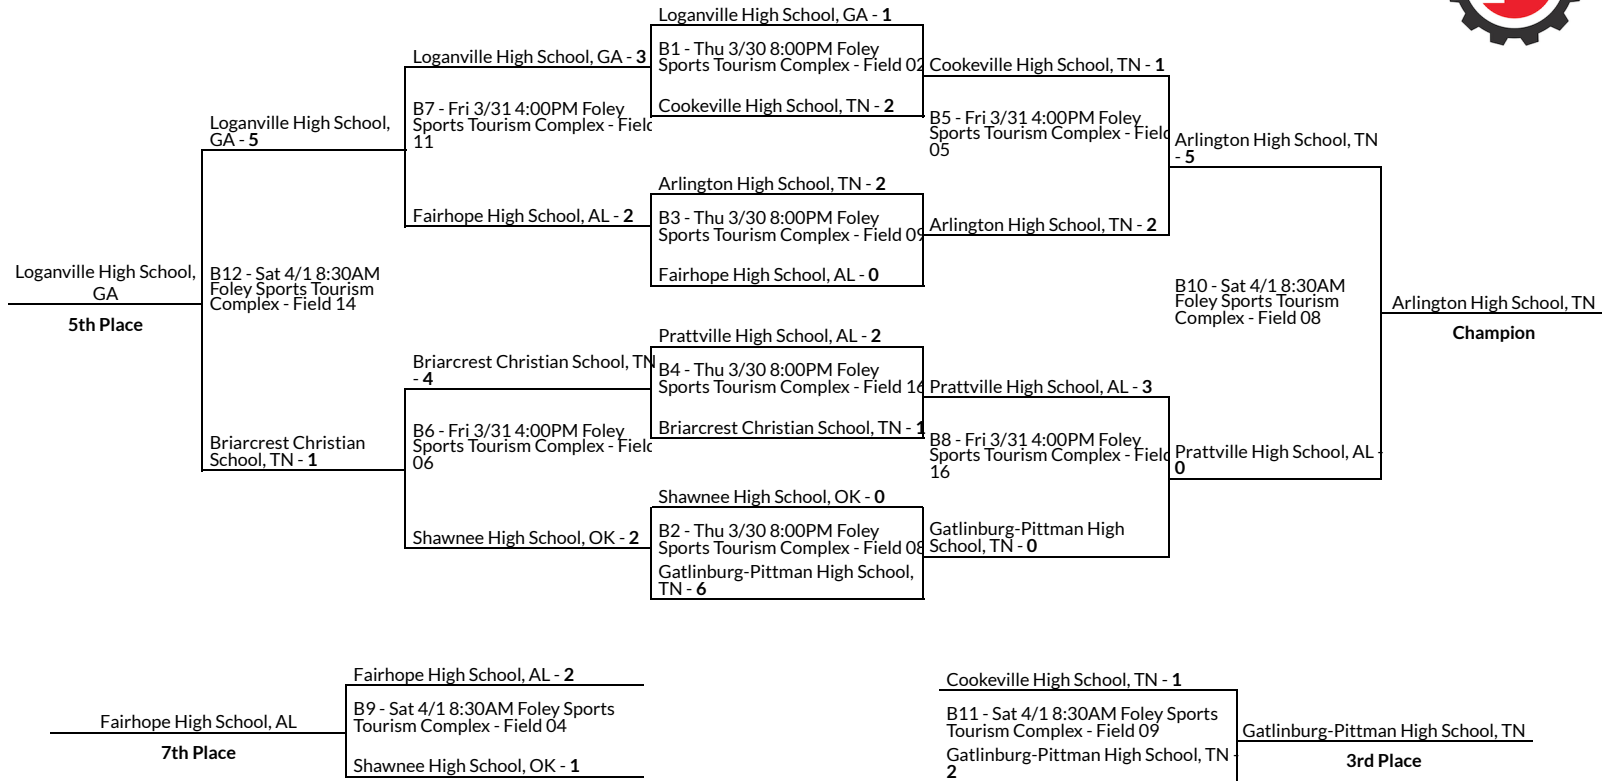 Loganville High School, GA - 1
B1 - Thu 3/30 8:00PM Foley
Sports Tourism Complex - Field 02
Cookeville High School, TN - 2
Loganville High School, GA - 3
B7 - Fri 3/31 4:00PM Foley
Sports Tourism Complex - Field
11
Fairhope High School, AL - 2
Arlington High School, TN - 2
B3 - Thu 3/30 8:00PM Foley
Sports Tourism Complex - Field 09
Fairhope High School, AL - 0
Cookeville High School, TN - 1
B5 - Fri 3/31 4:00PM Foley
Sports Tourism Complex - Field
05
Arlington High School, TN - 2
Loganville High School,
GA - 5
B12 - Sat 4/1 8:30AM
Foley Sports Tourism
Complex - Field 14
Briarcrest Christian
School, TN - 1
Loganville High School,
GA
5th Place
Arlington High School, TN
- 5
B10 - Sat 4/1 8:30AM
Foley Sports Tourism
Complex - Field 08
Prattville High School, AL -
0
Arlington High School, TN
Champion
Briarcrest Christian School, TN
- 4
B6 - Fri 3/31 4:00PM Foley
Sports Tourism Complex - Field
06
Shawnee High School, OK - 2
Prattville High School, AL - 2
B4 - Thu 3/30 8:00PM Foley
Sports Tourism Complex - Field 16
Briarcrest Christian School, TN - 1
Shawnee High School, OK - 0
B2 - Thu 3/30 8:00PM Foley
Sports Tourism Complex - Field 08
Gatlinburg-Pittman High School,
TN - 6
Prattville High School, AL - 3
B8 - Fri 3/31 4:00PM Foley
Sports Tourism Complex - Field
16
Gatlinburg-Pittman High
School, TN - 0
Fairhope High School, AL - 2
B9 - Sat 4/1 8:30AM Foley Sports
Tourism Complex - Field 04
Shawnee High School, OK - 1
Fairhope High School, AL
7th Place
Cookeville High School, TN - 1
B11 - Sat 4/1 8:30AM Foley Sports
Tourism Complex - Field 09
Gatlinburg-Pittman High School, TN -
2
Gatlinburg-Pittman High School, TN
3rd Place